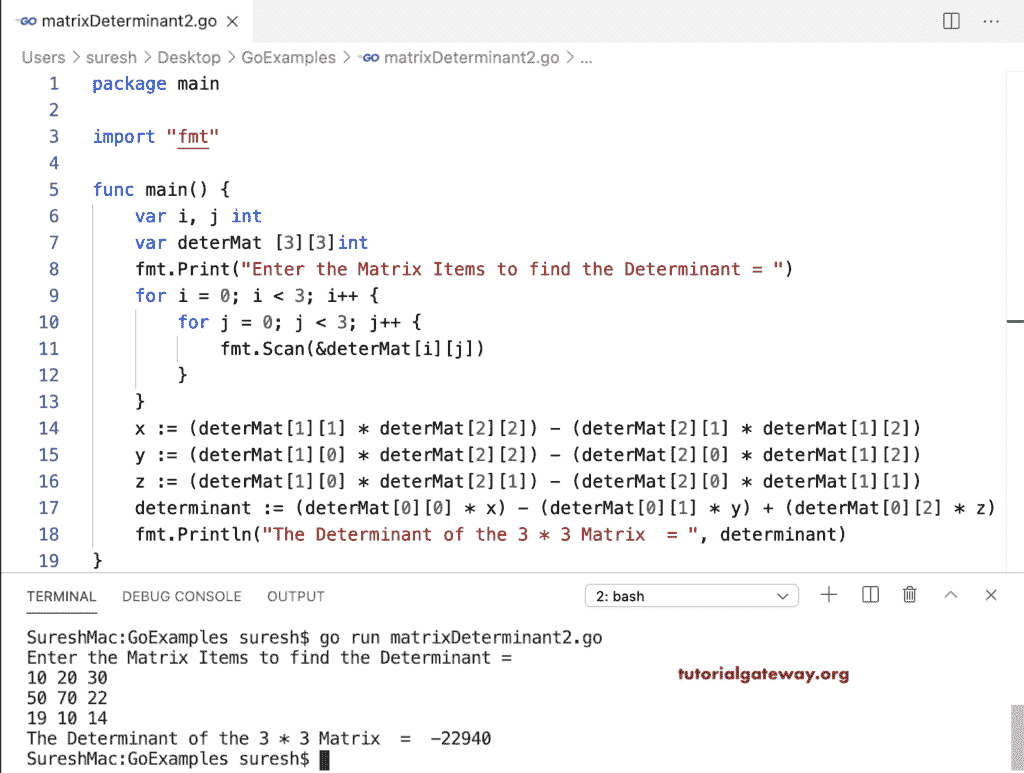 GO matrixDeterminant2.go ×
Users > suresh > Desktop > GoExamples > GO matrixDeterminant2.go > ...
1 package main
2
3 import "fmt"
4
5 func main() {
6     var i, j int
7     var deterMat [3][3]int
8     fmt.Print("Enter the Matrix Items to find the Determinant = ")
9     for i = 0; i < 3; i++ {
10         for j = 0; j < 3; j++ {
11             fmt.Scan(&deterMat[i][j])
12         }
13     }
14     x := (deterMat[1][1] * deterMat[2][2]) - (deterMat[2][1] * deterMat[1][2])
15     y := (deterMat[1][0] * deterMat[2][2]) - (deterMat[2][0] * deterMat[1][2])
16     z := (deterMat[1][0] * deterMat[2][1]) - (deterMat[2][0] * deterMat[1][1])
17     determinant := (deterMat[0][0] * x) - (deterMat[0][1] * y) + (deterMat[0][2] * z)
18     fmt.Println("The Determinant of the 3 * 3 Matrix  = ", determinant)
19 }
TERMINAL DEBUG CONSOLE OUTPUT 2: bash
SureshMac:GoExamples suresh$ go run matrixDeterminant2.go
Enter the Matrix Items to find the Determinant =
10 20 30
tutorialgateway.org
50 70 22
19 10 14
The Determinant of the 3 * 3 Matrix  =  -22940
SureshMac:GoExamples suresh$